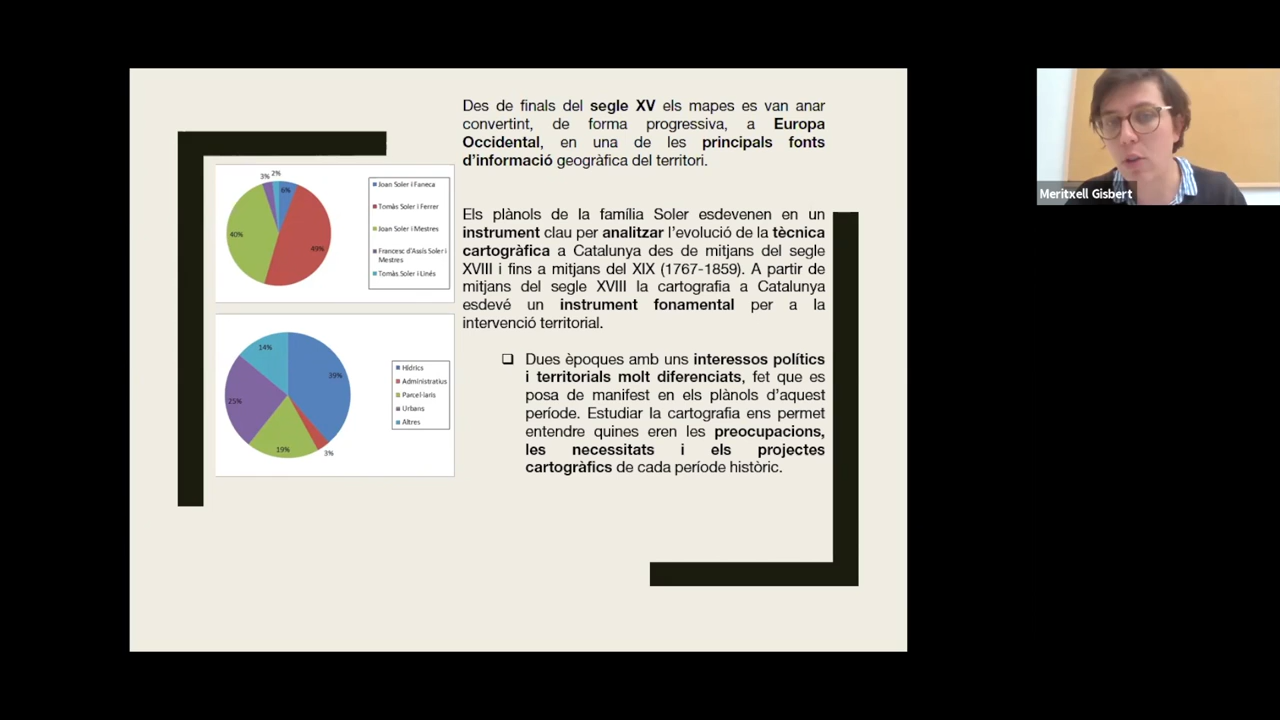 Des de finals del segle XV els mapes es van anar
convertint, de forma progressiva, a Europa
Occidental, en una de les principals fonts
d'informació geogràfica del territori.
Els plànols de la família Soler esdevenen en un
instrument clau per analitzar l'evolució de la tècnica
cartogràfica a Catalunya des de mitjans del segle
XVIII i fins a mitjans del XIX (1767-1859). A partir de
mitjans del segle XVIII la cartografia a Catalunya
esdevé un instrument fonamental per a la
intervenció territorial.
❑ Dues èpoques amb uns interessos polítics
i territorials molt diferenciats, fet que es
posa de manifest en els plànols d'aquest
període. Estudiar la cartografia ens permet
entendre quines eren les preocupacions,
les necessitats i els projectes
cartogràfics de cada període històric.
3% 2%
6%
40%
49%
Joan Soler i Faneca
Tomàs Soler i Ferrer
Joan Soler i Mestres
Francesc d'Assís Soler i
Mestres
Tomàs Soler i Linés
14%
39%
25%
19%
3%
Hídrics
Administratius
Parcel·laris
Urbans
Altres
Meritxell Gisbert